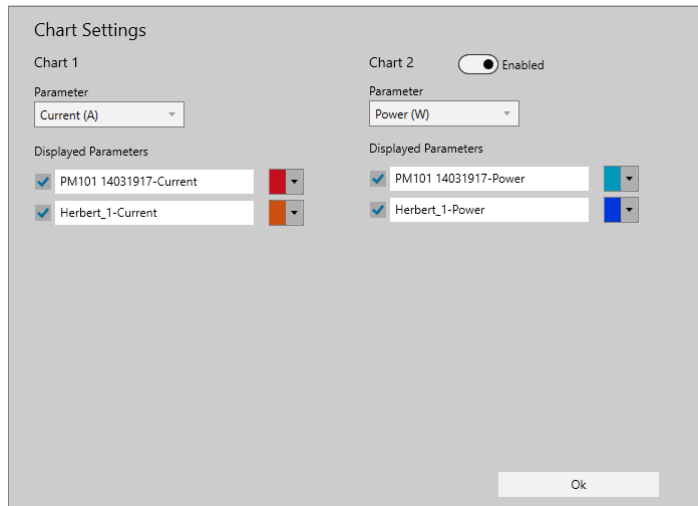 Chart Settings
Chart 1
Parameter
Current (A)
Displayed Parameters
PM101 14031917-Current
Herbert_1-Current
Chart 2
Enabled
Parameter
Power (W)
Displayed Parameters
PM101 14031917-Power
Herbert_1-Power
Ok